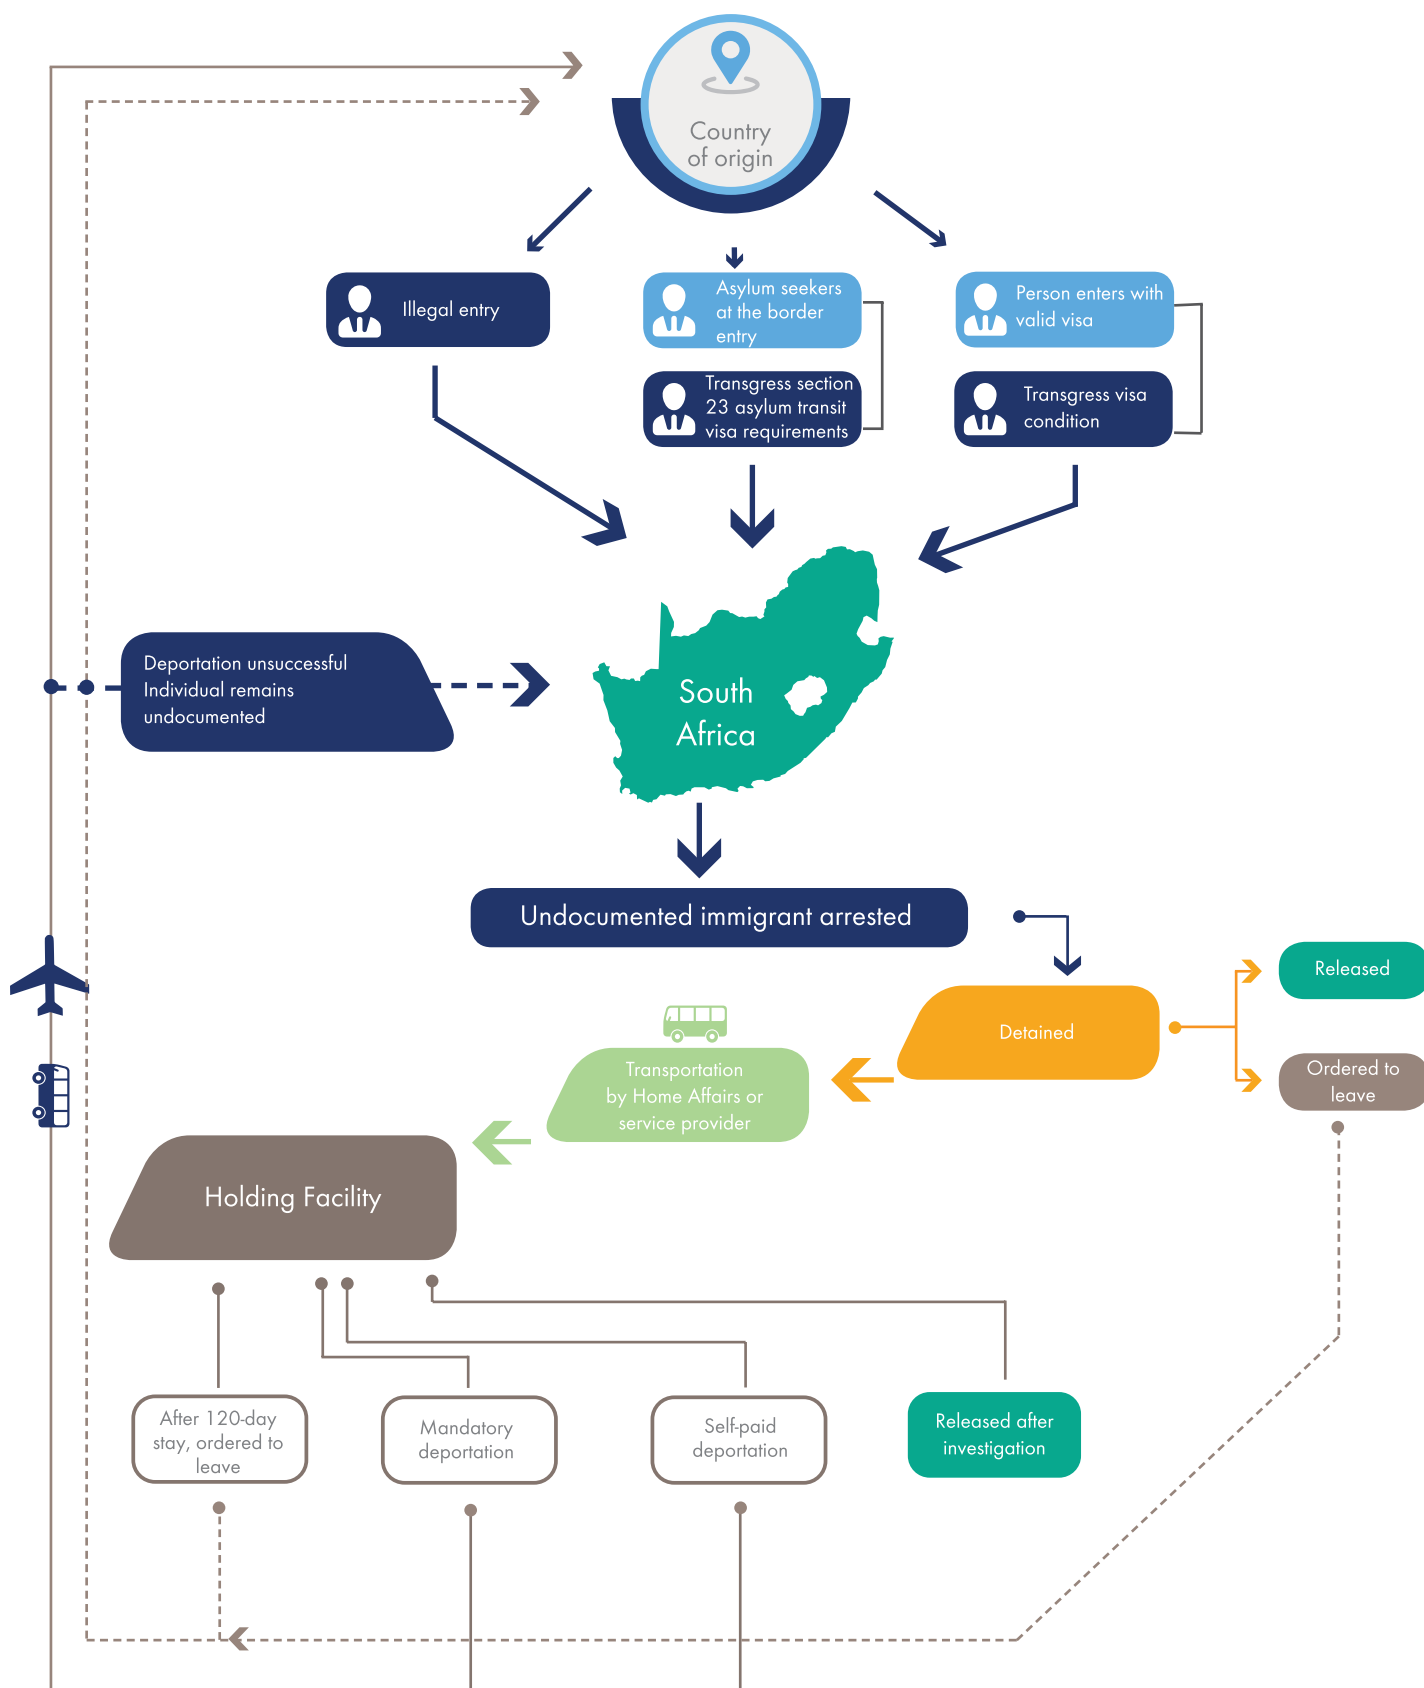 Country
of origin
Illegal entry
Asylum seekers
at the border
entry
Person enters with
valid visa
Transgress section
23 asylum transit
visa requirements
Transgress visa
condition
Deportation unsuccessful
Individual remains
undocumented
South
Africa
Undocumented immigrant arrested
Released
Detained
Ordered to
leave
Transportation
by Home Affairs or
service provider
Holding Facility
After 120-day
stay, ordered to
leave
Mandatory
deportation
Self-paid
deportation
Released after
investigation